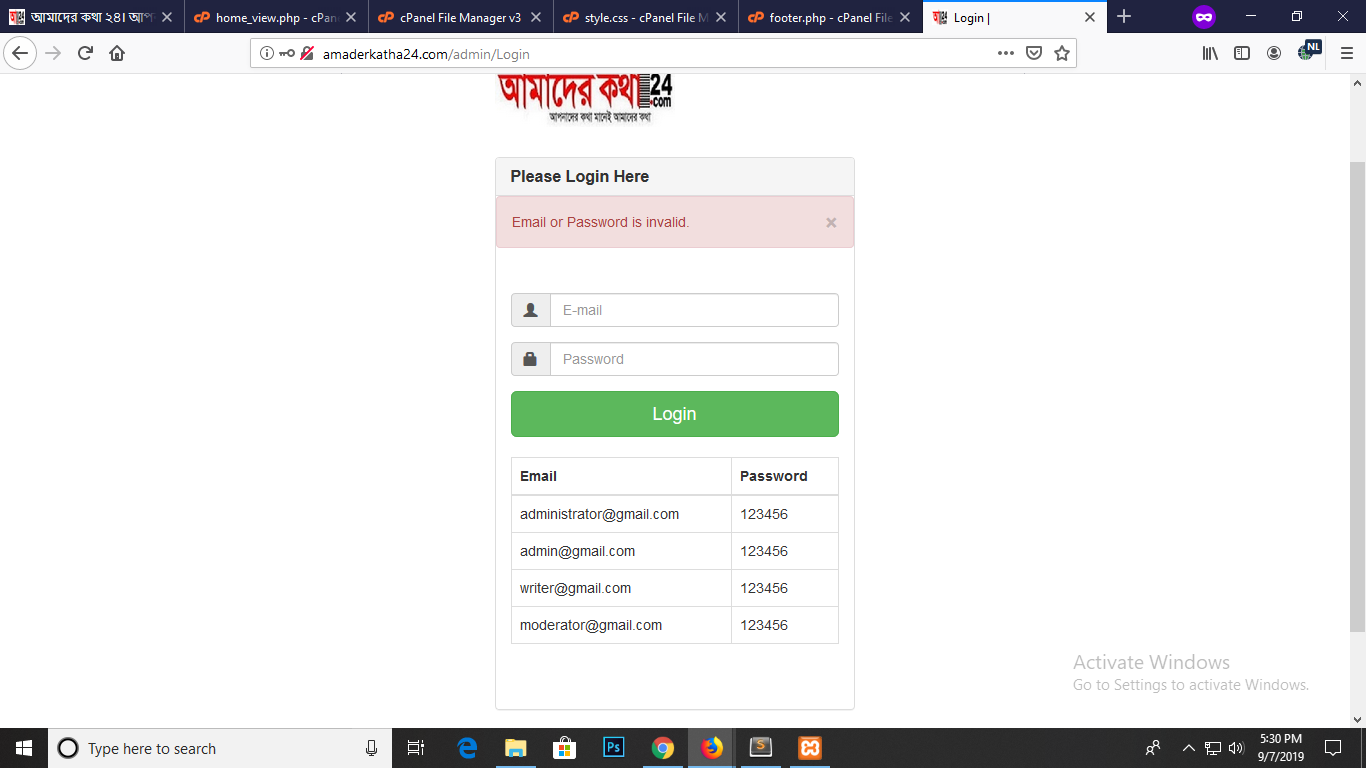 আমাদের কথা ২৪। আপ
home_view.php - cPan
cPanel File Manager v3
style.css - cPanel File M
footer.php - cPanel File
Login |
amaderkatha24.com/admin/Login
NL
আমাদের কথা 24 .com
আপনাদের কথা মানেই আমাদের কথা
Please Login Here
Email or Password is invalid.
E-mail
Password
Login
Email Password
administrator@gmail.com 123456
admin@gmail.com 123456
writer@gmail.com 123456
moderator@gmail.com 123456
Activate Windows
Go to Settings to activate Windows.
Type here to search
5:30 PM
9/7/2019